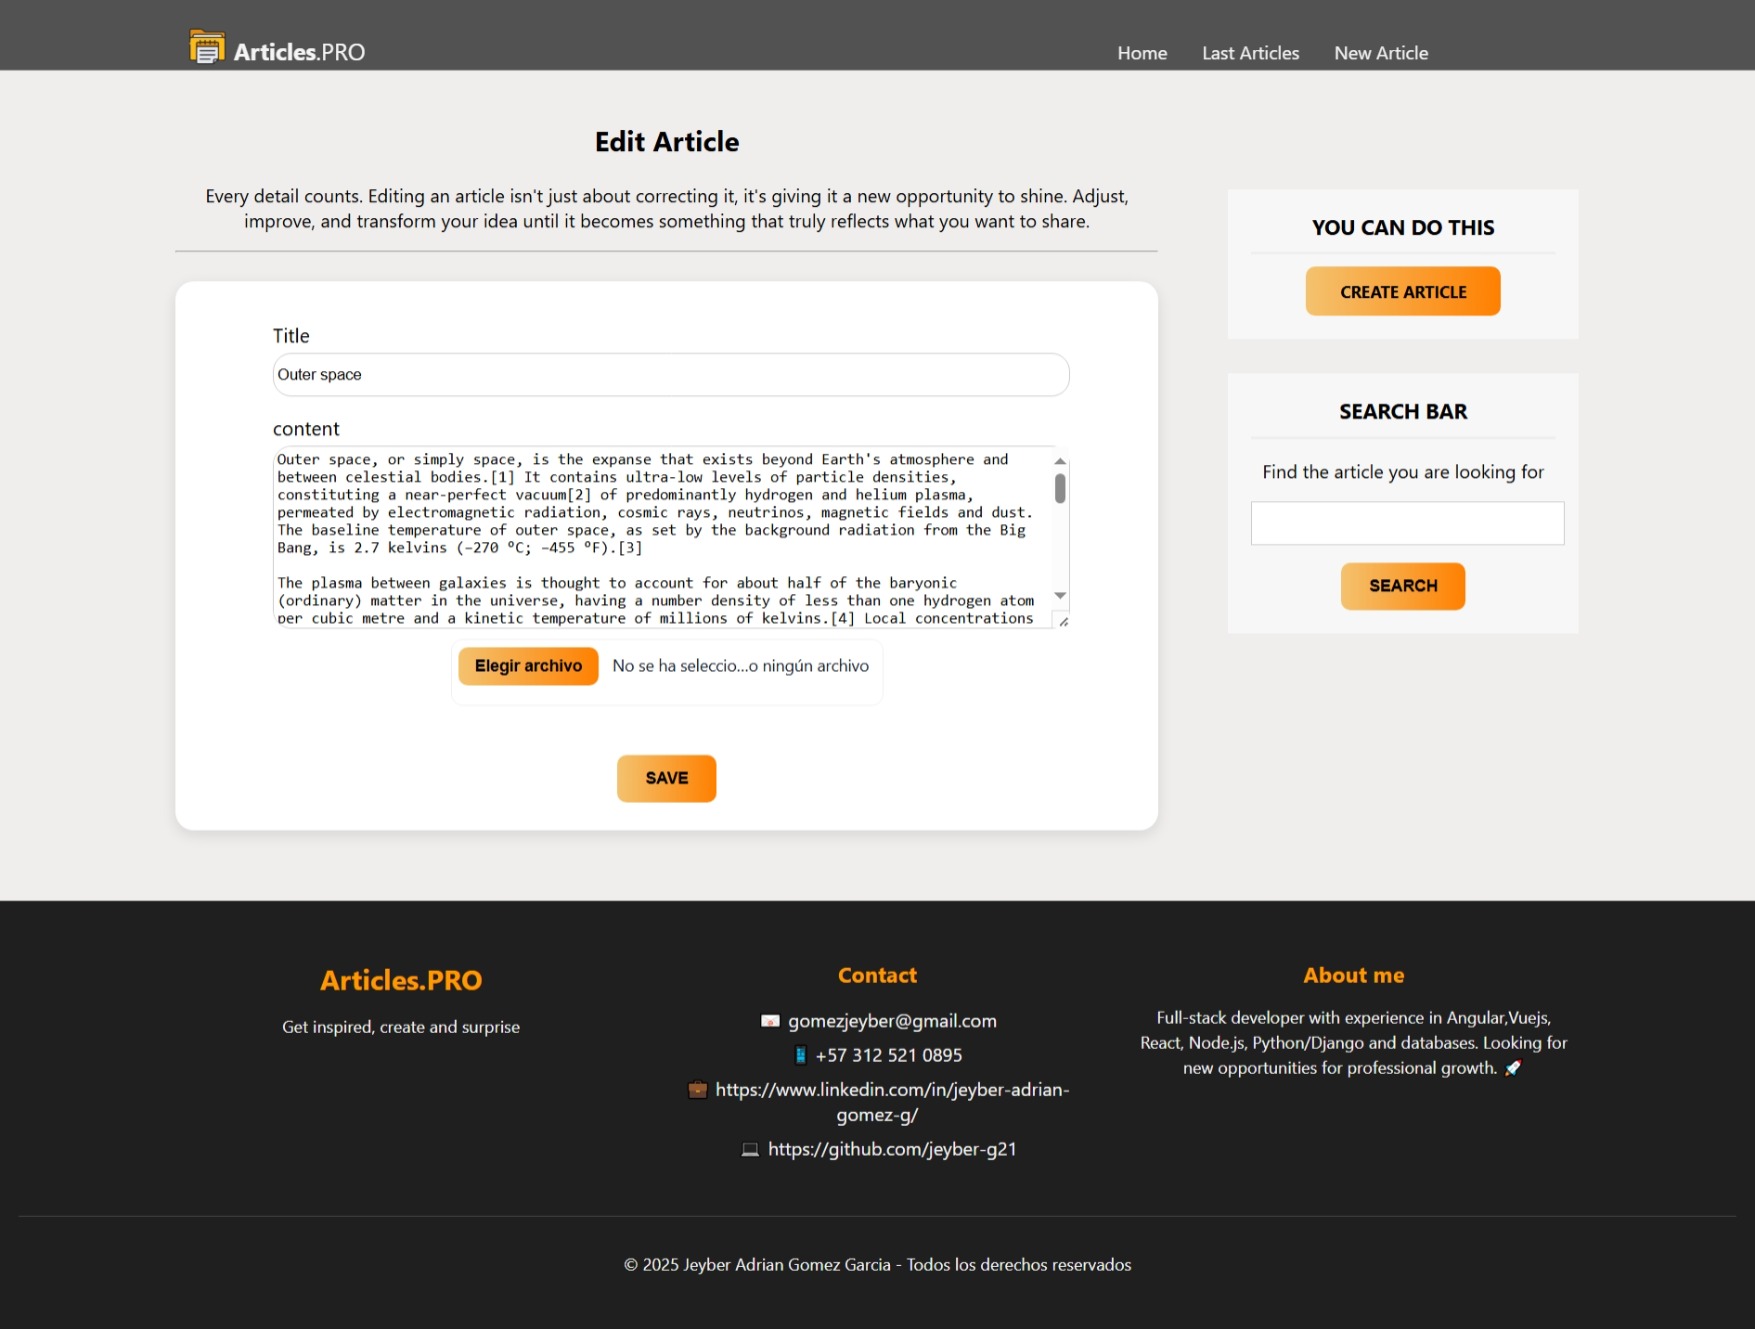 Articles.PRO
Home
Last Articles
New Article
Edit Article
Every detail counts. Editing an article isn't just about correcting it, it's giving it a new opportunity to shine. Adjust,
improve, and transform your idea until it becomes something that truly reflects what you want to share.
Title
Outer space
content
Outer space, or simply space, is the expanse that exists beyond Earth's atmosphere and
between celestial bodies.[1] It contains ultra-low levels of particle densities,
constituting a near-perfect vacuum[2] of predominantly hydrogen and helium plasma,
permeated by electromagnetic radiation, cosmic rays, neutrinos, magnetic fields and dust.
The baseline temperature of outer space, as set by the background radiation from the Big
Bang, is 2.7 kelvins (−270 °C; −455 °F).[3]
The plasma between galaxies is thought to account for about half of the baryonic
(ordinary) matter in the universe, having a number density of less than one hydrogen atom
per cubic metre and a kinetic temperature of millions of kelvins.[4] Local concentrations
Elegir archivo
No se ha seleccio...o ningún archivo
SAVE
YOU CAN DO THIS
CREATE ARTICLE
SEARCH BAR
Find the article you are looking for
SEARCH
Articles.PRO
Get inspired, create and surprise
Contact
gomezjeyber@gmail.com
+57 312 521 0895
https://www.linkedin.com/in/jeyber-adrian-
gomez-g/
https://github.com/jeyber-g21
About me
Full-stack developer with experience in Angular,Vuejs,
React, Node.js, Python/Django and databases. Looking for
new opportunities for professional growth. 🚀
© 2025 Jeyber Adrian Gomez Garcia - Todos los derechos reservados